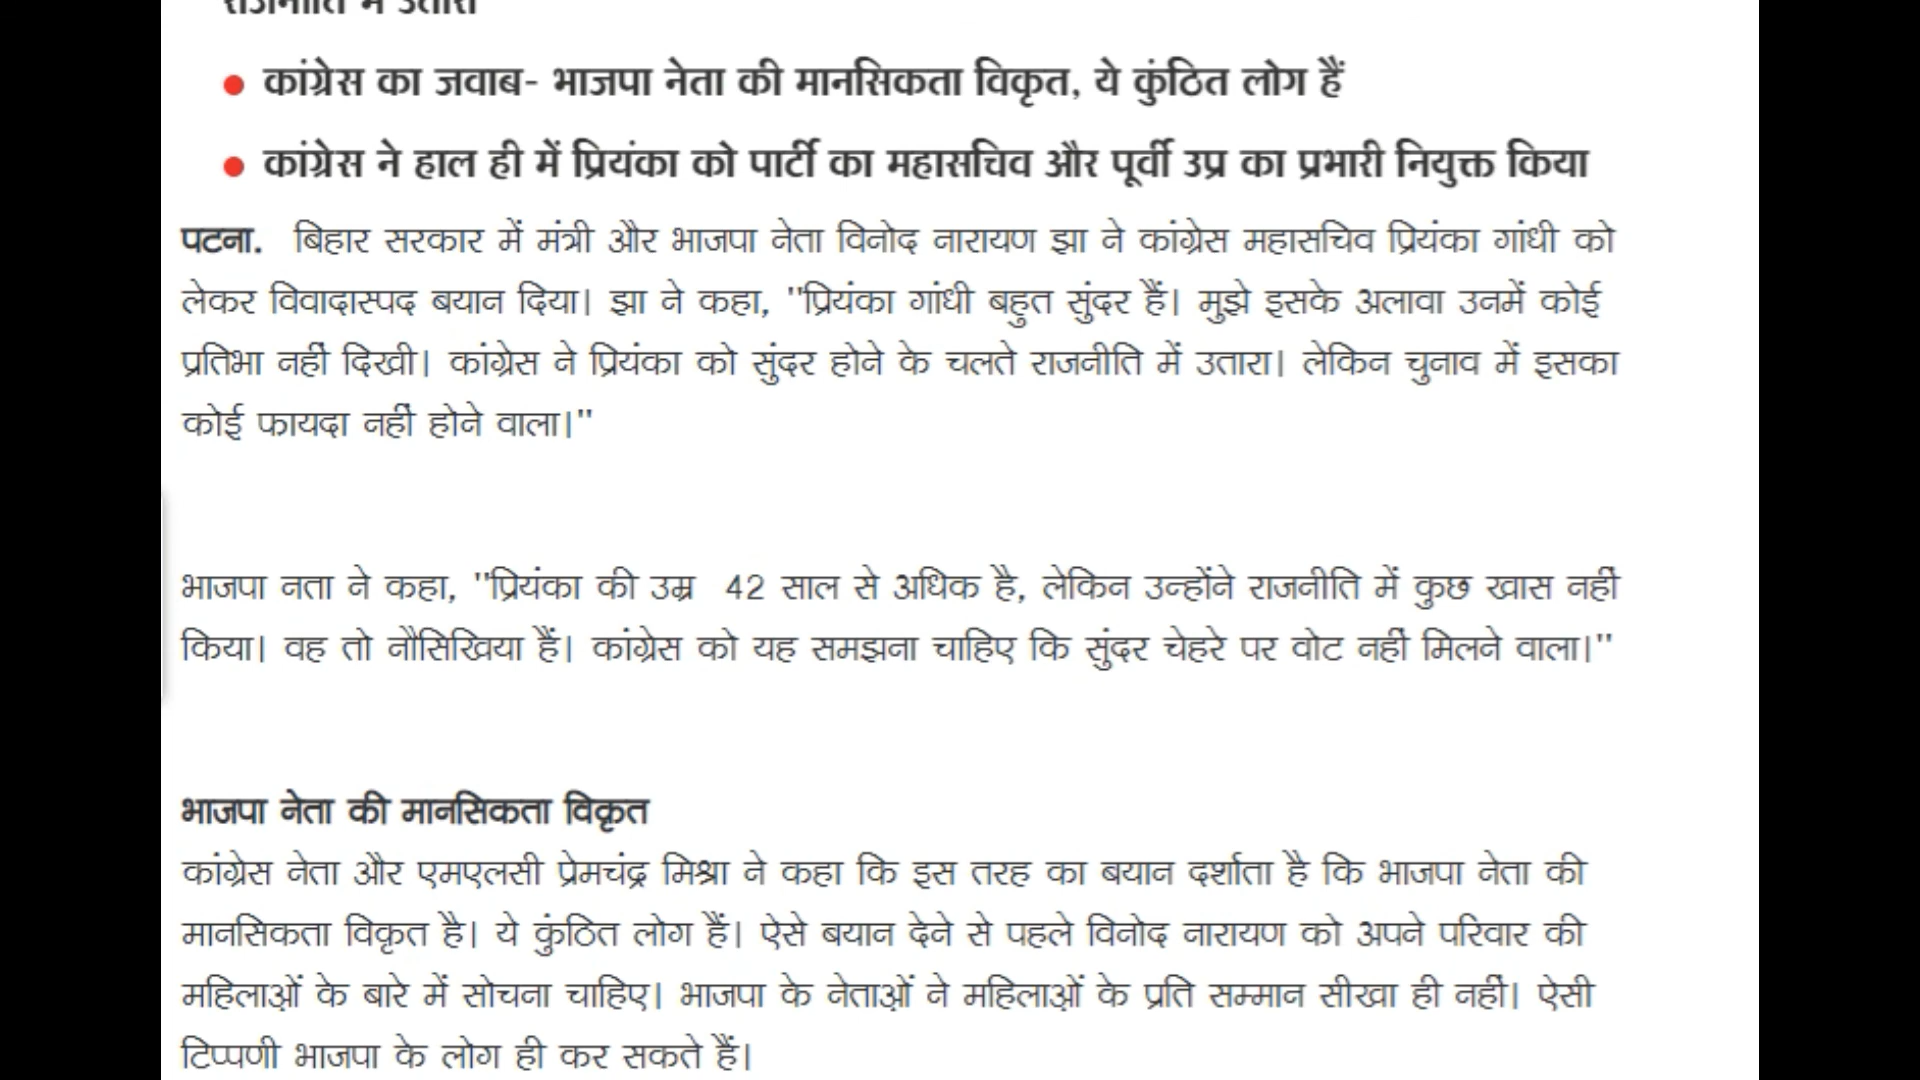 राजनीति में उतारा
कांग्रेस का जवाब- भाजपा नेता की मानसिकता विकृत, ये कुंठित लोग हैं
कांग्रेस ने हाल ही में प्रियंका को पार्टी का महासचिव और पूर्वी उप्र का प्रभारी नियुक्त किया
पटना. बिहार सरकार में मंत्री और भाजपा नेता विनोद नारायण झा ने कांग्रेस महासचिव प्रियंका गांधी को
लेकर विवादास्पद बयान दिया। झा ने कहा, "प्रियंका गांधी बहुत सुंदर हैं। मुझे इसके अलावा उनमें कोई
प्रतिभा नहीं दिखी। कांग्रेस ने प्रियंका को सुंदर होने के चलते राजनीति में उतारा। लेकिन चुनाव में इसका
कोई फायदा नहीं होने वाला।"
भाजपा नता ने कहा, "प्रियंका की उम्र 42 साल से अधिक है, लेकिन उन्होंने राजनीति में कुछ खास नहीं
किया। वह तो नौसिखिया हैं। कांग्रेस को यह समझना चाहिए कि सुंदर चेहरे पर वोट नहीं मिलने वाला।"
भाजपा नेता की मानसिकता विकृत
कांग्रेस नेता और एमएलसी प्रेमचंद्र मिश्रा ने कहा कि इस तरह का बयान दर्शाता है कि भाजपा नेता की
मानसिकता विकृत है। ये कुंठित लोग हैं। ऐसे बयान देने से पहले विनोद नारायण को अपने परिवार की
महिलाओं के बारे में सोचना चाहिए। भाजपा के नेताओं ने महिलाओं के प्रति सम्मान सीखा ही नहीं। ऐसी
टिप्पणी भाजपा के लोग ही कर सकते हैं।